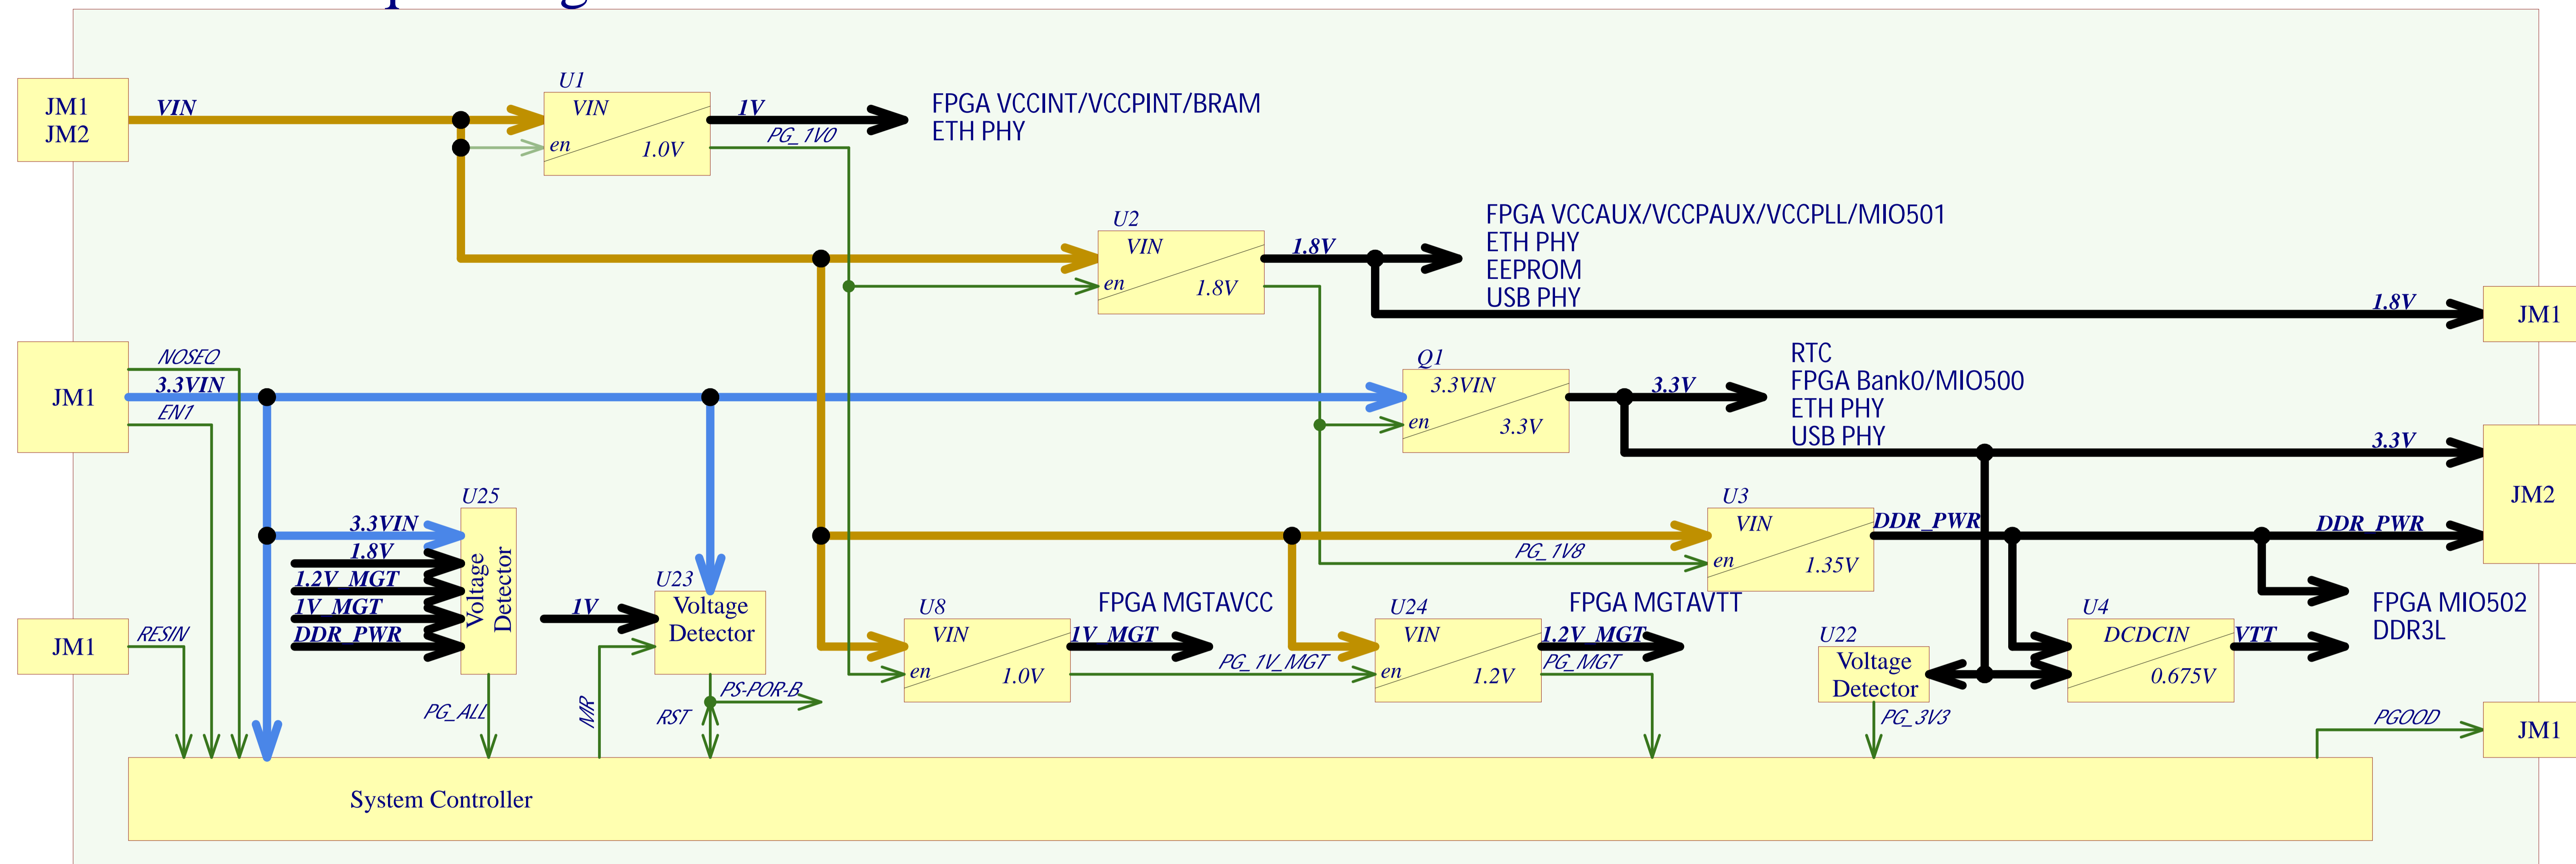 U1
JM1
JM2
VIN
VIN
1V
FPGA VCCINT/VCCPINT/BRAM
PG_1V0
ETH PHY
en
1.0V
U2
VIN
1.8V
FPGA VCCAUX/VCCPAUX/VCCPLL/MIO501
ETH PHY
EEPROM
USB PHY
en
1.8V
1.8V
JM1
NOSEQ
3.3VIN
EN1
JM1
Q1
3.3VIN
3.3V
en
3.3V
RTC
FPGA Bank0/MIO500
ETH PHY
USB PHY
3.3V
JM2
U25
3.3VIN
1.8V
1.2V_MGT
1V_MGT
DDR_PWR
Voltage
Detector
U3
VIN
DDR_PWR
DDR_PWR
PG_1V8
en
1.35V
U23
1V
Voltage
Detector
U8
VIN
FPGA MGTAVCC
1V_MGT
en
1.0V
PG_1V_MGT
U24
VIN
FPGA MGTAVTT
1.2V_MGT
PG_MGT
en
1.2V
U22
Voltage
Detector
U4
DCDCIN
VTT
0.675V
FPGA MIO502
DDR3L
JM1
RESIN
PG_ALL
MR
RST
PS-POR-B
PG_3V3
PGOOD
JM1
System Controller